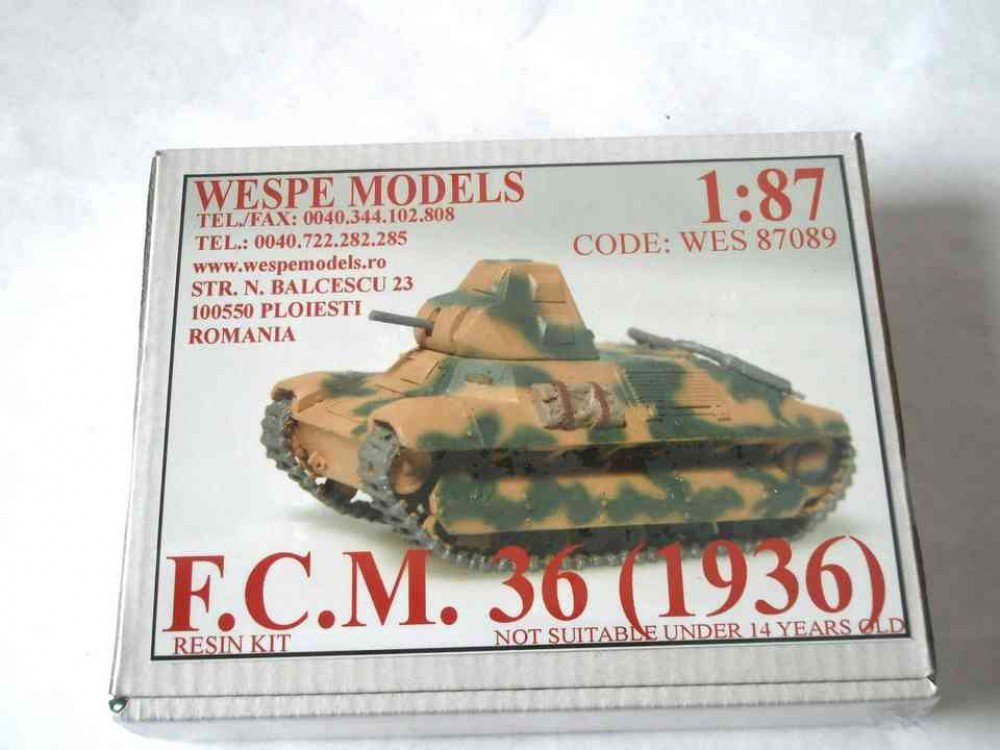 WESPE MODELS
TEL./FAX: 0040.344.102.808
TEL.: 0040.722.282.285
www.wespemodels.ro
STR. N. BALCESCU 23
100550 PLOIESTI
ROMANIA
1:87
CODE: WES 87089
F.C.M. 36 (1936)
RESIN KIT
NOT SUITABLE UNDER 14 YEARS OLD